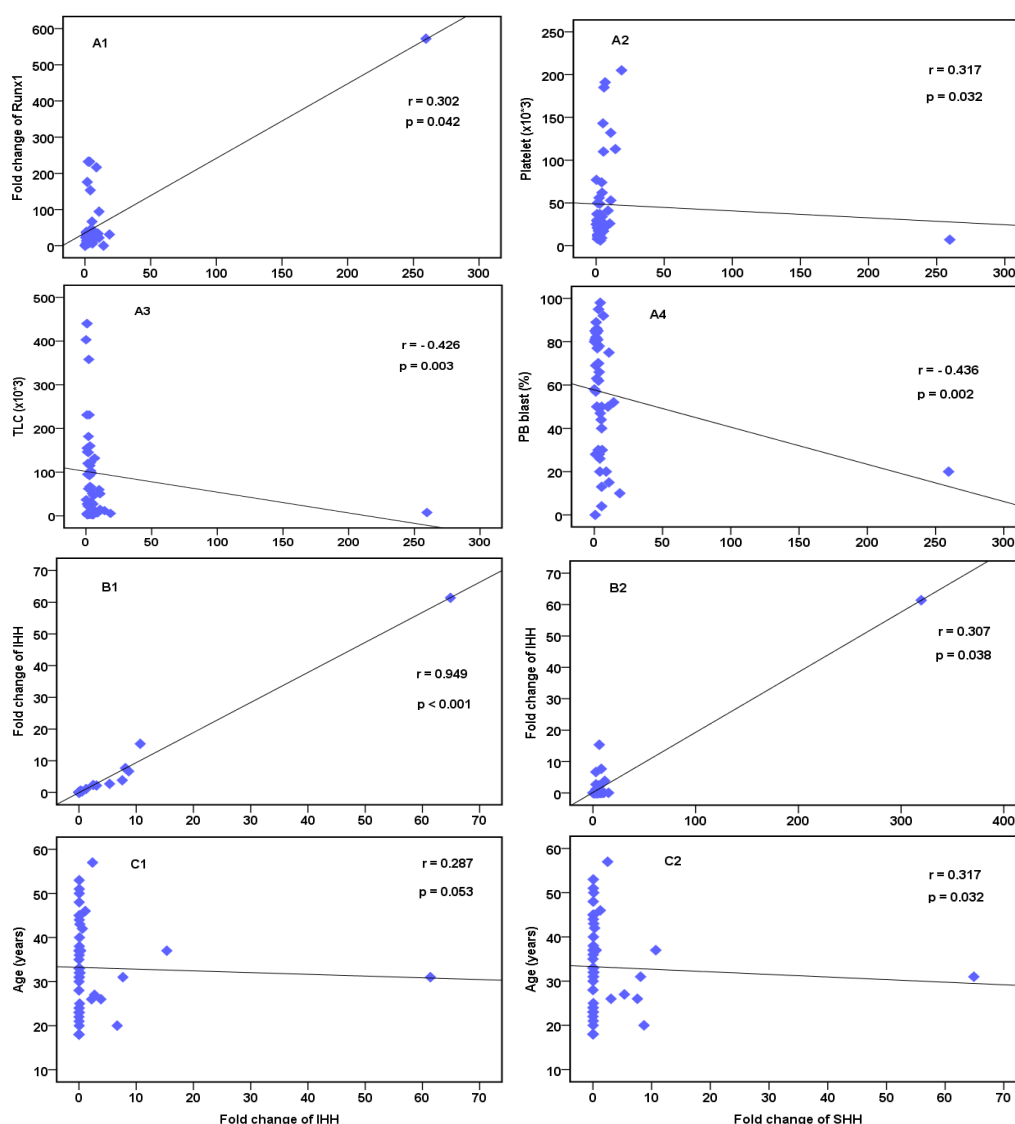 A1
Fold change of Runx1
600
500
400
300
200
100
0
r = 0.302
p = 0.042
0 50 100 150 200 250 300
A2
Platelet (x10^3)
250
200
150
100
50
0
r = 0.317
p = 0.032
0 50 100 150 200 250 300
A3
TLC (x10^3)
500
400
300
200
100
0
r = - 0.426
p = 0.003
0 50 100 150 200 250 300
A4
PB blast (%)
100
80
60
40
20
0
r = - 0.436
p = 0.002
0 50 100 150 200 250 300
B1
Fold change of IHH
70
60
50
40
30
20
10
0
r = 0.949
p < 0.001
0 10 20 30 40 50 60 70
B2
Fold change of IHH
70
60
50
40
30
20
10
0
r = 0.307
p = 0.038
0 100 200 300 400
C1
Age (years)
60
50
40
30
20
10
r = 0.287
p = 0.053
0 10 20 30 40 50 60 70
Fold change of IHH
C2
Age (years)
60
50
40
30
20
10
r = 0.317
p = 0.032
0 10 20 30 40 50 60 70
Fold change of SHH